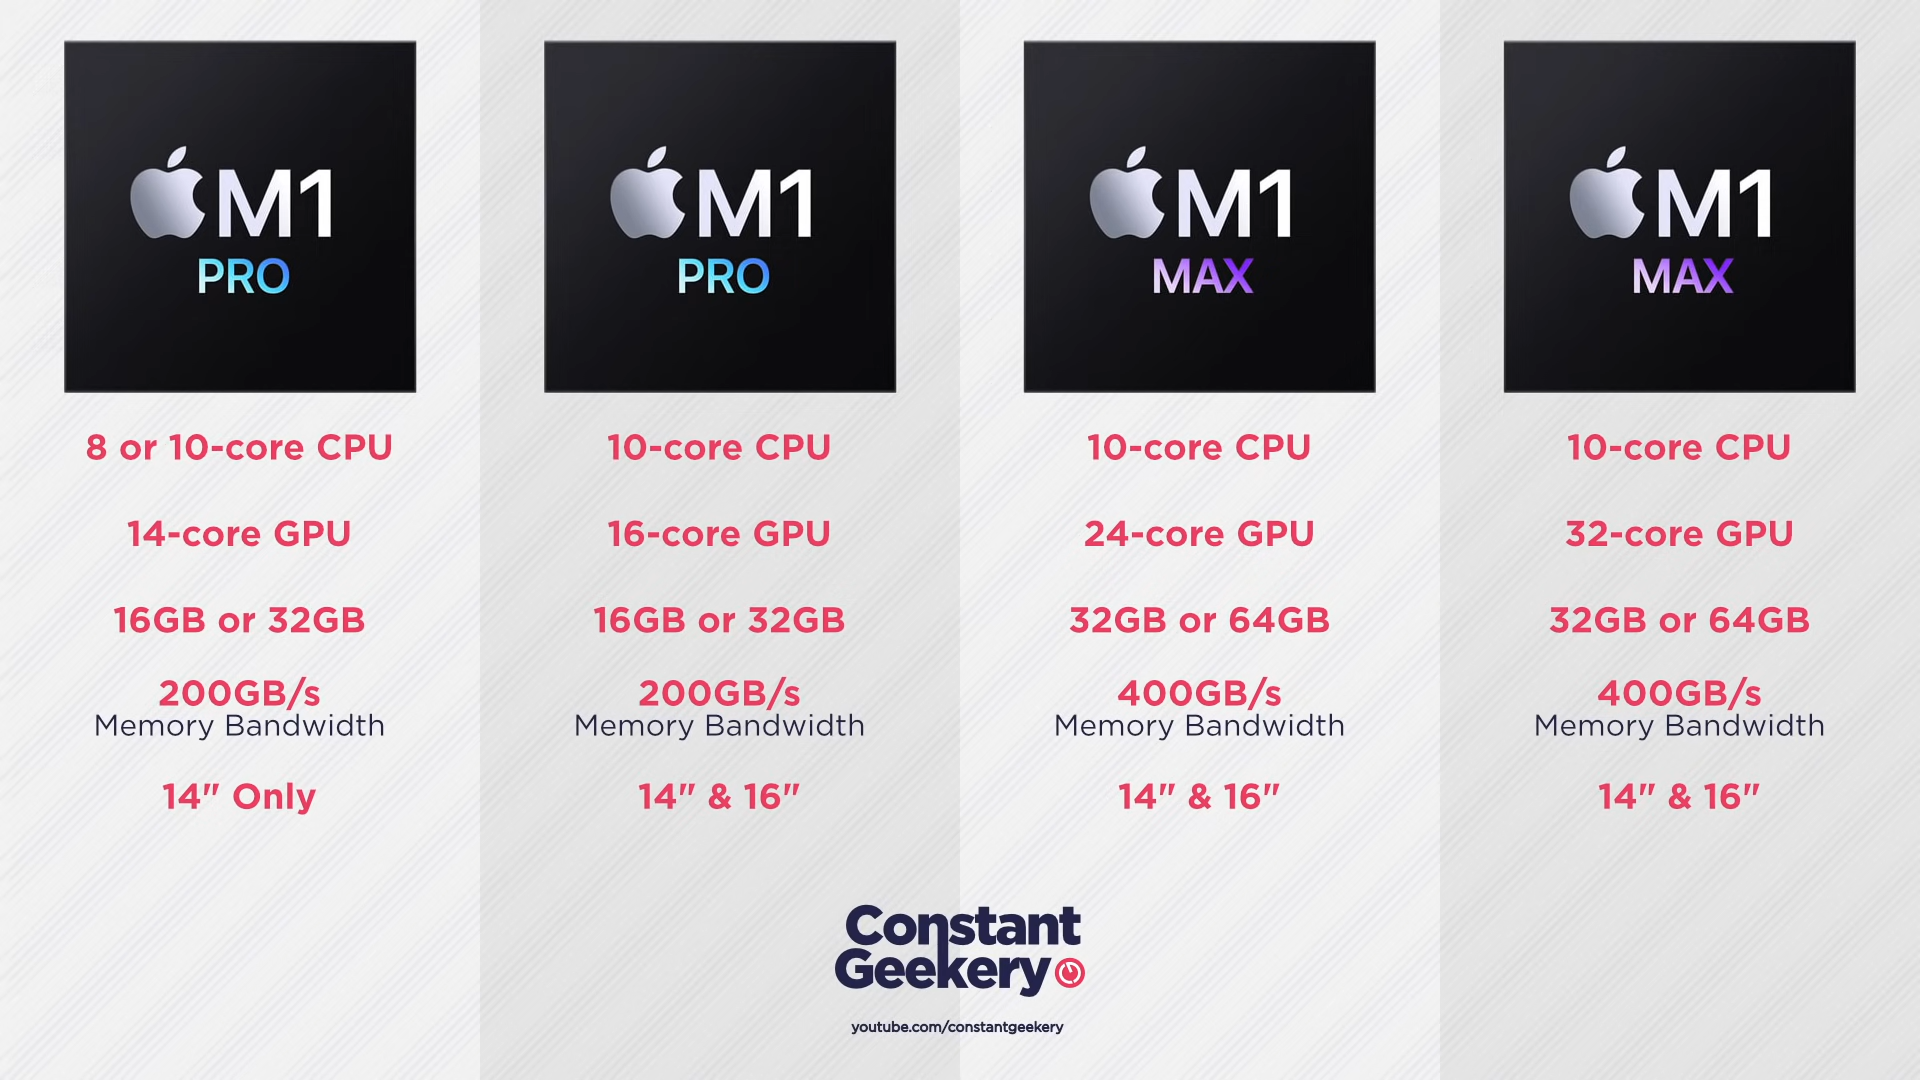 M1
PRO
8 or 10-core CPU
14-core GPU
16GB or 32GB
200GB/s
Memory Bandwidth
14" Only
M1
PRO
10-core CPU
16-core GPU
16GB or 32GB
200GB/s
Memory Bandwidth
14" & 16"
M1
MAX
10-core CPU
24-core GPU
32GB or 64GB
400GB/s
Memory Bandwidth
14" & 16"
M1
MAX
10-core CPU
32-core GPU
32GB or 64GB
400GB/s
Memory Bandwidth
14" & 16"
Constant
Geekery
youtube.com/constantgeekery